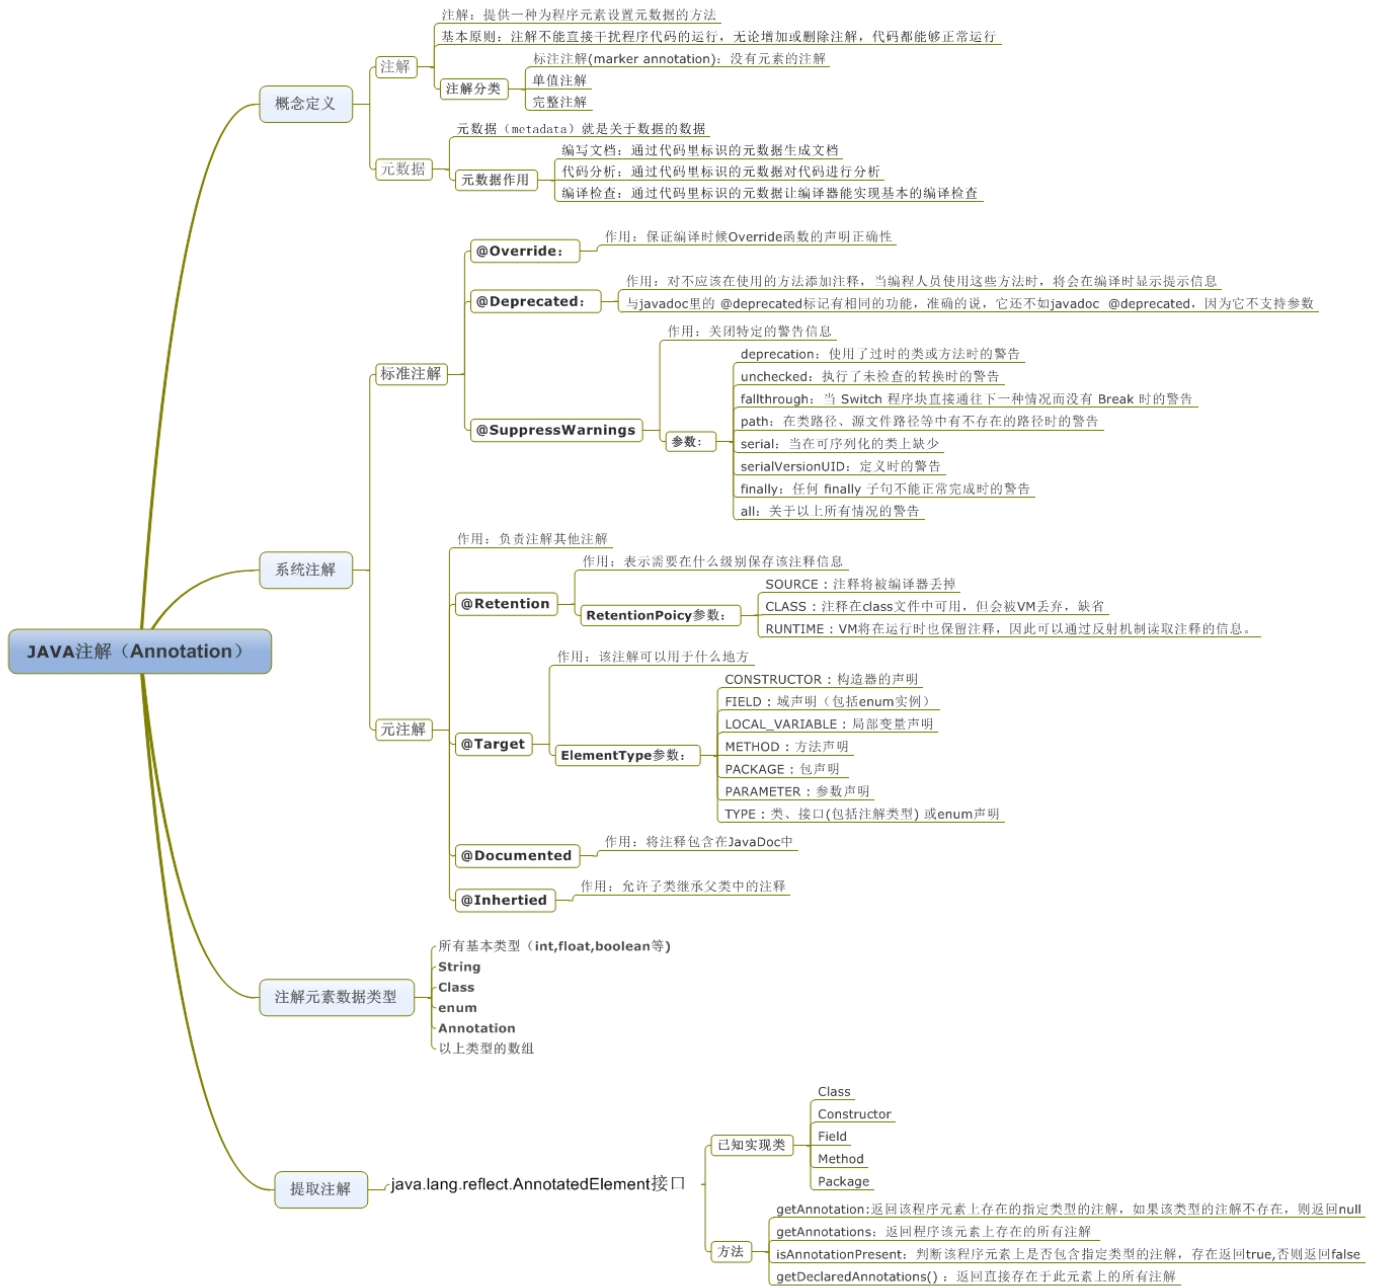 JAVA注解（Annotation）
概念定义
注解
注解：提供一种为程序元素设置元数据的方法
基本原则：注解不能直接干扰程序代码的运行，无论增加或删除注解，代码都能够正常运行
注解分类
标注注解(marker annotation)：没有元素的注解
单值注解
完整注解
元数据
元数据（metadata）就是关于数据的数据
元数据作用
编写文档：通过代码里标识的元数据生成文档
代码分析：通过代码里标识的元数据对代码进行分析
编译检查：通过代码里标识的元数据让编译器能实现基本的编译检查
系统注解
标准注解
@Override：
作用：保证编译时候Override函数的声明正确性
@Deprecated：
作用：对不应该在使用的方法添加注释，当编程人员使用这些方法时，将会在编译时显示提示信息
与javadoc里的 @deprecated标记有相同的功能，准确的说，它还不如javadoc @deprecated，因为它不支持参数
@SuppressWarnings
作用：关闭特定的警告信息
参数：
deprecation：使用了过时的类或方法时的警告
unchecked：执行了未检查的转换时的警告
fallthrough：当 Switch 程序块直接通往下一种情况而没有 Break 时的警告
path：在类路径、源文件路径等中有不存在的路径时的警告
serial：当在可序列化的类上缺少
serialVersionUID：定义时的警告
finally：任何 finally 子句不能正常完成时的警告
all：关于以上所有情况的警告
元注解
作用：负责注解其他注解
@Retention
作用：表示需要在什么级别保存该注释信息
RetentionPoicy参数：
SOURCE：注释将被编译器丢掉
CLASS：注释在class文件中可用，但会被VM丢弃，缺省
RUNTIME：VM将在运行时也保留注释，因此可以通过反射机制读取注释的信息。
@Target
作用：该注解可以用于什么地方
ElementType参数：
CONSTRUCTOR：构造器的声明
FIELD：域声明（包括enum实例）
LOCAL_VARIABLE：局部变量声明
METHOD：方法声明
PACKAGE：包声明
PARAMETER：参数声明
TYPE：类、接口(包括注解类型) 或enum声明
@Documented
作用：将注释包含在JavaDoc中
@Inhertied
作用：允许子类继承父类中的注释
注解元素数据类型
所有基本类型（int,float,boolean等)
String
Class
enum
Annotation
以上类型的数组
提取注解
java.lang.reflect.AnnotatedElement接口
已知实现类
Class
Constructor
Field
Method
Package
方法
getAnnotation:返回该程序元素上存在的指定类型的注解，如果该类型的注解不存在，则返回null
getAnnotations：返回程序该元素上存在的所有注解
isAnnotationPresent：判断该程序元素上是否包含指定类型的注解，存在返回true,否则返回false
getDeclaredAnnotations()：返回直接存在于此元素上的所有注解